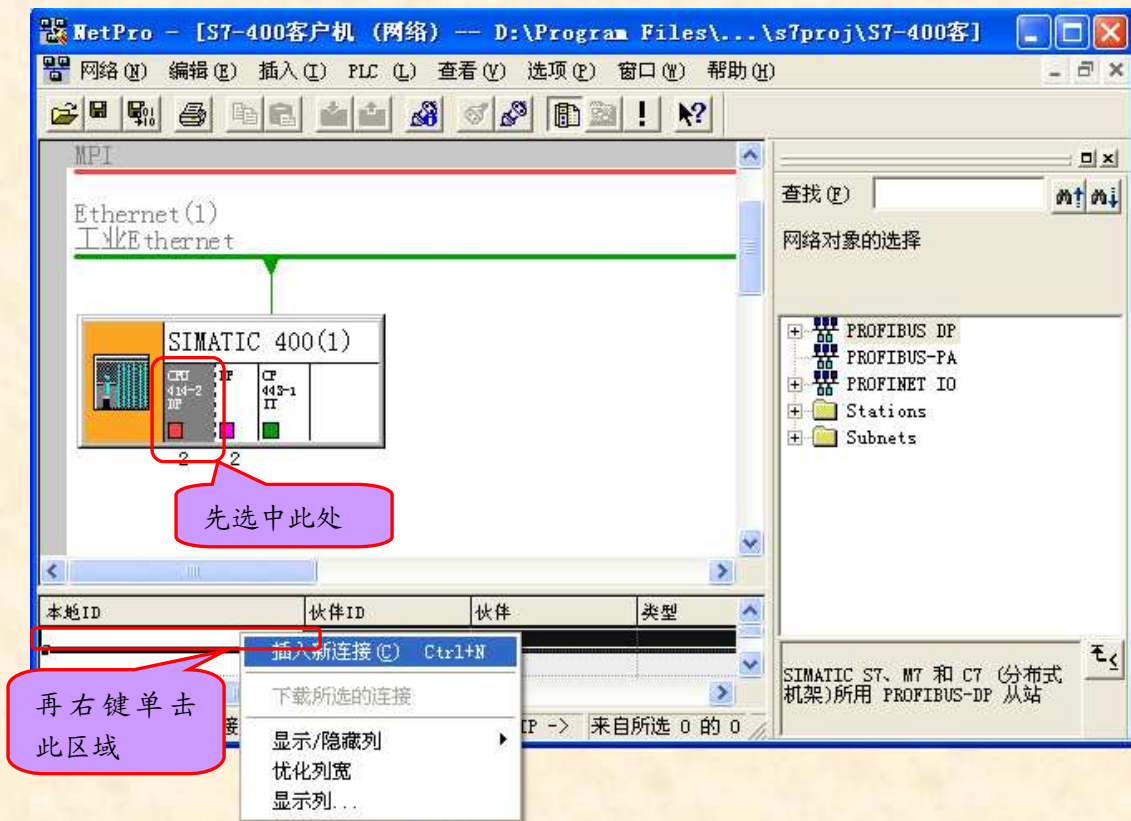 NetPro - [S7-400客户机 (网络) -- D:\Program Files\...\s7proj\S7-400客]
网络(N) 编辑(E) 插入(I) PLC (L) 查看(V) 选项(P) 窗口(W) 帮助(H)
MPI
Ethernet(1)
工业Ethernet
SIMATIC 400(1)
CPU
414-2
DP
DP
CP
443-1
IT
2 2
先选中此处
查找(F)
网络对象的选择
PROFIBUS DP
PROFIBUS-PA
PROFINET IO
Stations
Subnets
本地ID 伙伴ID 伙伴 类型
插入新连接(C) Ctrl+N
下载所选的连接
显示/隐藏列
优化列宽
显示列...
再右键单击
此区域
接
IP -> 来自所选 0 的 0
SIMATIC S7、M7 和 C7 (分布式
机架)所用 PROFIBUS-DP 从站